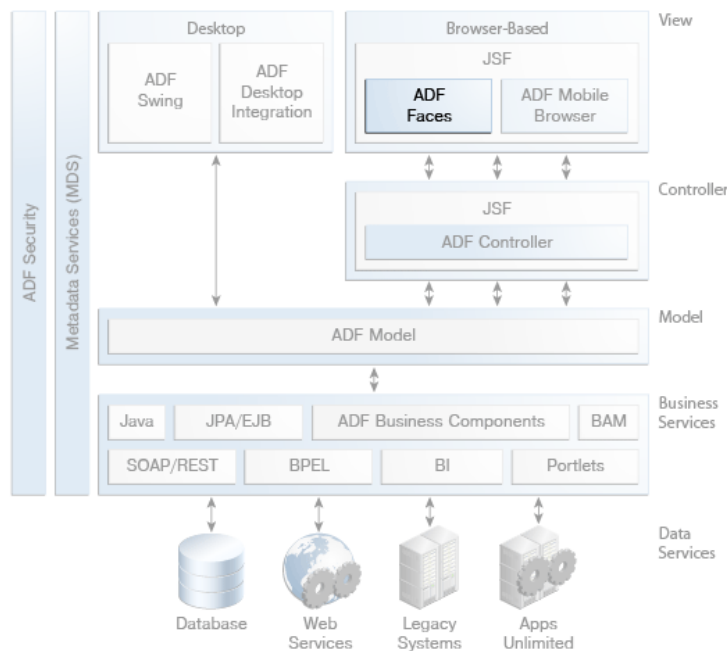 ADF Security
Metadata Services (MDS)
Desktop
ADF
Swing
ADF
Desktop
Integration
Browser-Based
JSF
ADF
Faces
ADF Mobile
Browser
View
JSF
ADF Controller
Controller
ADF Model
Model
Java
JPA/EJB
ADF Business Components
BAM
SOAP/REST
BPEL
BI
Portlets
Business
Services
Database
Web
Services
Legacy
Systems
Apps
Unlimited
Data
Services